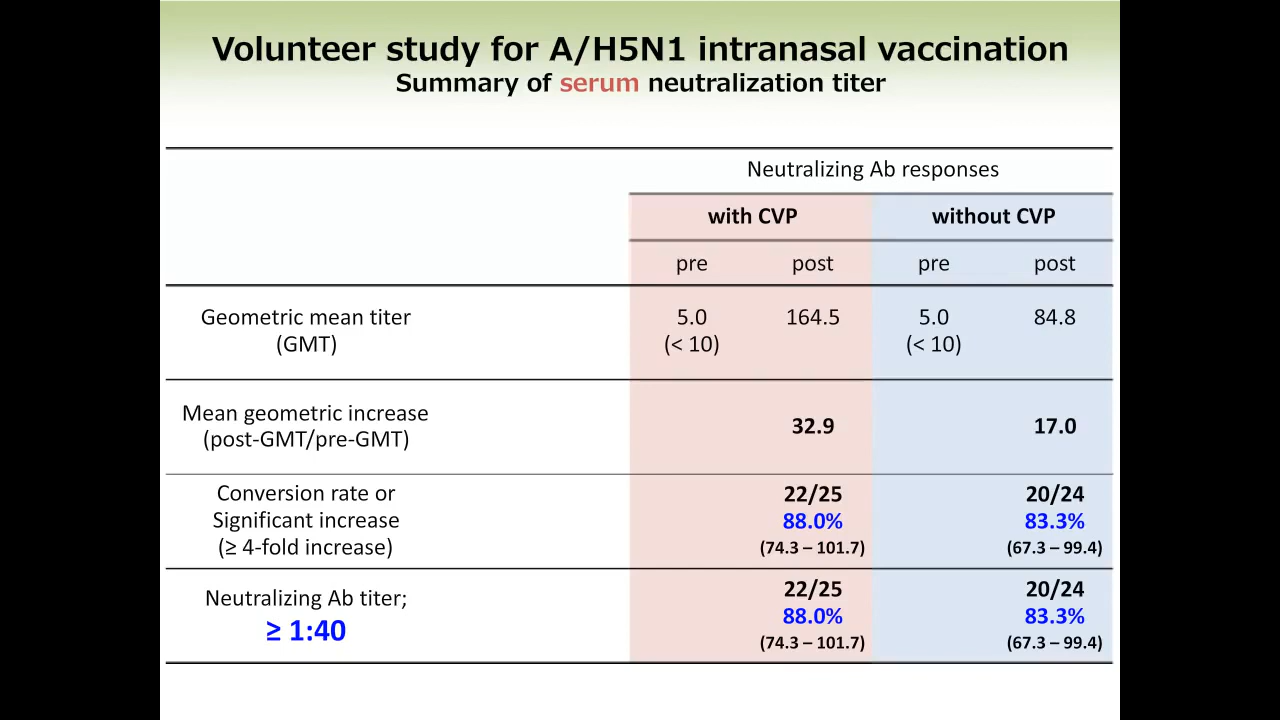 Volunteer study for A/H5N1 intranasal vaccination
Summary of serum neutralization titer
Neutralizing Ab responses
with CVP without CVP
pre post pre post
Geometric mean titer
(GMT)
5.0 164.5 5.0 84.8
(< 10) (< 10)
Mean geometric increase
(post-GMT/pre-GMT)
32.9 17.0
Conversion rate or
Significant increase
(≥ 4-fold increase)
22/25 20/24
88.0% 83.3%
(74.3 – 101.7) (67.3 – 99.4)
Neutralizing Ab titer;
≥ 1:40
22/25 20/24
88.0% 83.3%
(74.3 – 101.7) (67.3 – 99.4)